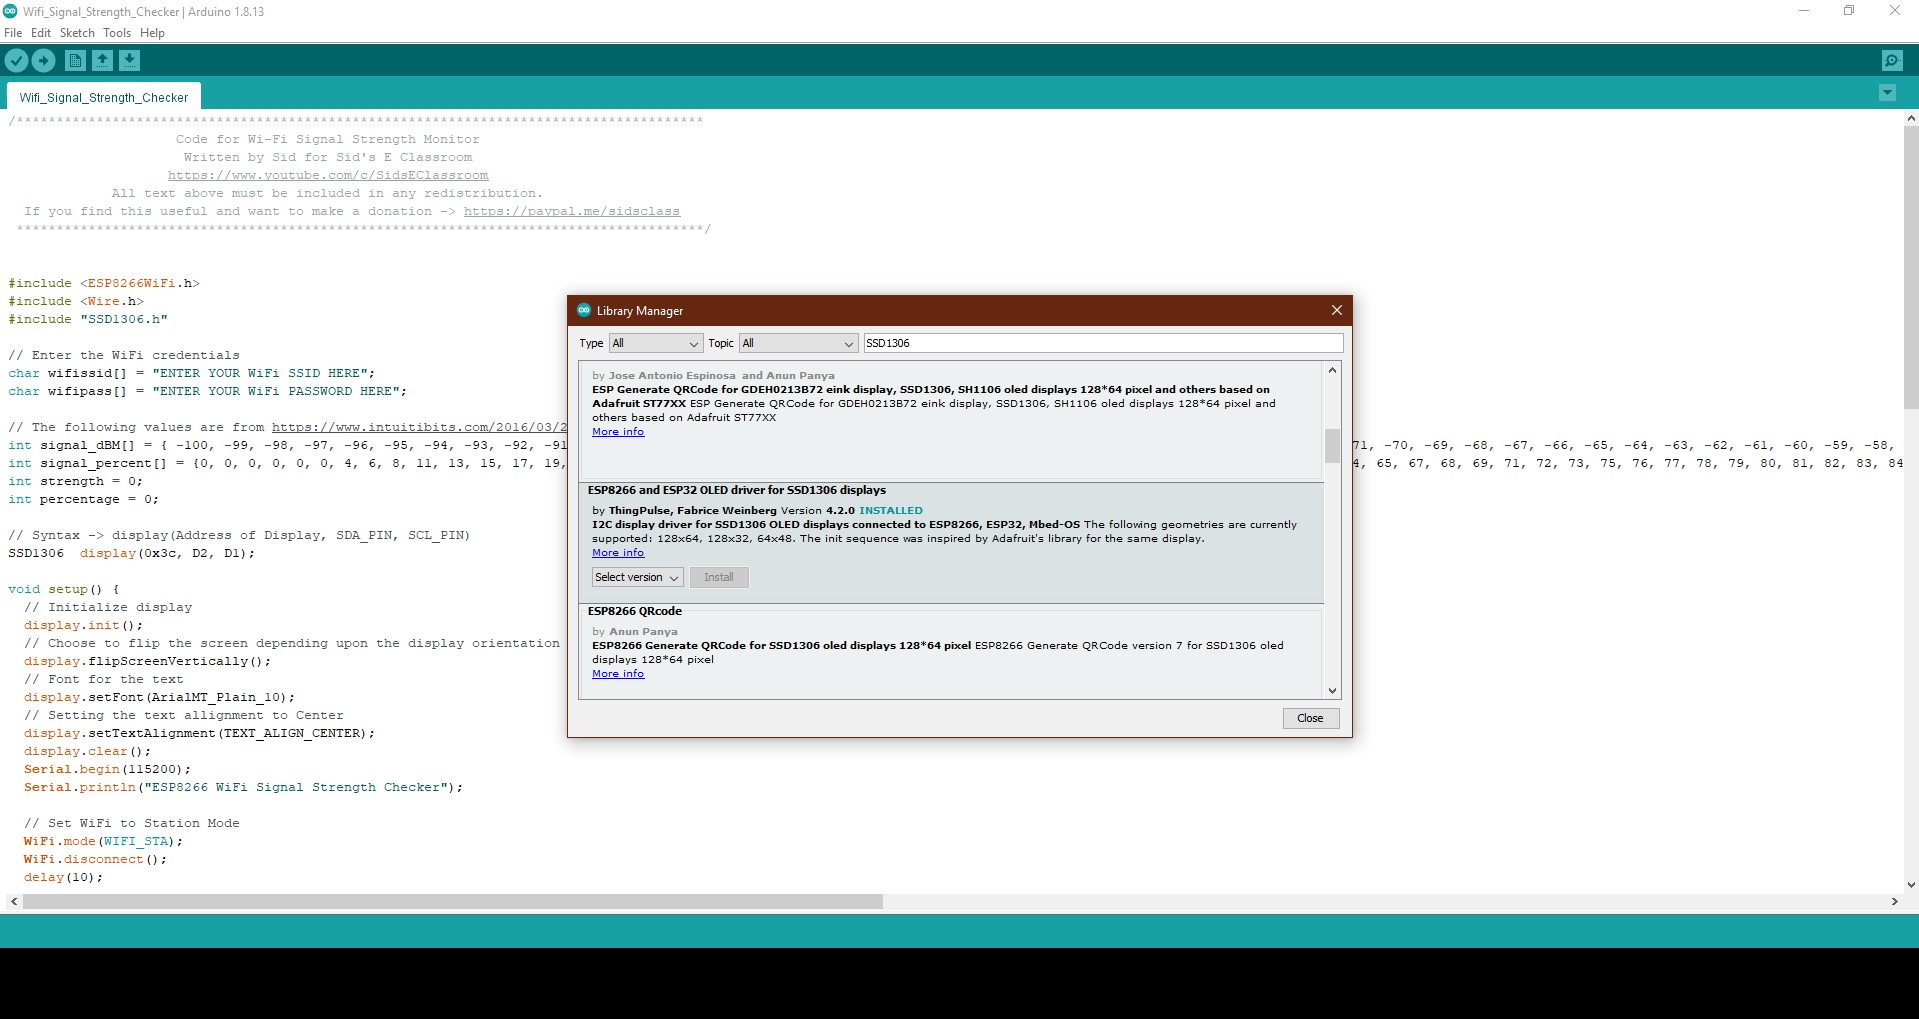 Wifi_Signal_Strength_Checker | Arduino 1.8.13
File Edit Sketch Tools Help
Wifi_Signal_Strength_Checker
/**************************************************************************************
Code for Wi-Fi Signal Strength Monitor
Written by Sid for Sid's E Classroom
https://www.youtube.com/c/SidsEClassroom
All text above must be included in any redistribution.
If you find this useful and want to make a donation -> https://paypal.me/sidsclass
**************************************************************************************/
#include <ESP8266WiFi.h>
#include <Wire.h>
#include "SSD1306.h"
// Enter the WiFi credentials
char wifissid[] = "ENTER YOUR WiFi SSID HERE";
char wifipass[] = "ENTER YOUR WiFi PASSWORD HERE";
// The following values are from https://www.intuitibits.com/2016/03/2
int signal_dBM[] = { -100, -99, -98, -97, -96, -95, -94, -93, -92, -91
71, -70, -69, -68, -67, -66, -65, -64, -63, -62, -61, -60, -59, -58,
int signal_percent[] = {0, 0, 0, 0, 0, 0, 4, 6, 8, 11, 13, 15, 17, 19,
4, 65, 67, 68, 69, 71, 72, 73, 75, 76, 77, 78, 79, 80, 81, 82, 83, 84
int strength = 0;
int percentage = 0;
// Syntax -> display(Address of Display, SDA_PIN, SCL_PIN)
SSD1306  display(0x3c, D2, D1);
void setup() {
// Initialize display
display.init();
// Choose to flip the screen depending upon the display orientation
display.flipScreenVertically();
// Font for the text
display.setFont(ArialMT_Plain_10);
// Setting the text allignment to Center
display.setTextAlignment(TEXT_ALIGN_CENTER);
display.clear();
Serial.begin(115200);
Serial.println("ESP8266 WiFi Signal Strength Checker");
// Set WiFi to Station Mode
WiFi.mode(WIFI_STA);
WiFi.disconnect();
delay(10);
Library Manager
Type All Topic All SSD1306
by Jose Antonio Espinosa and Anun Panya
ESP Generate QRCode for GDEH0213B72 eink display, SSD1306, SH1106 oled displays 128*64 pixel and others based on
Adafruit ST77XX ESP Generate QRCode for GDEH0213B72 eink display, SSD1306, SH1106 oled displays 128*64 pixel and
others based on Adafruit ST77XX
More info
ESP8266 and ESP32 OLED driver for SSD1306 displays
by ThingPulse, Fabrice Weinberg Version 4.2.0 INSTALLED
I2C display driver for SSD1306 OLED displays connected to ESP8266, ESP32, Mbed-OS The following geometries are currently
supported: 128x64, 128x32, 64x48. The init sequence was inspired by Adafruit's library for the same display.
More info
Select version Install
ESP8266 QRcode
by Anun Panya
ESP8266 Generate QRCode for SSD1306 oled displays 128*64 pixel ESP8266 Generate QRCode version 7 for SSD1306 oled
displays 128*64 pixel
More info
Close